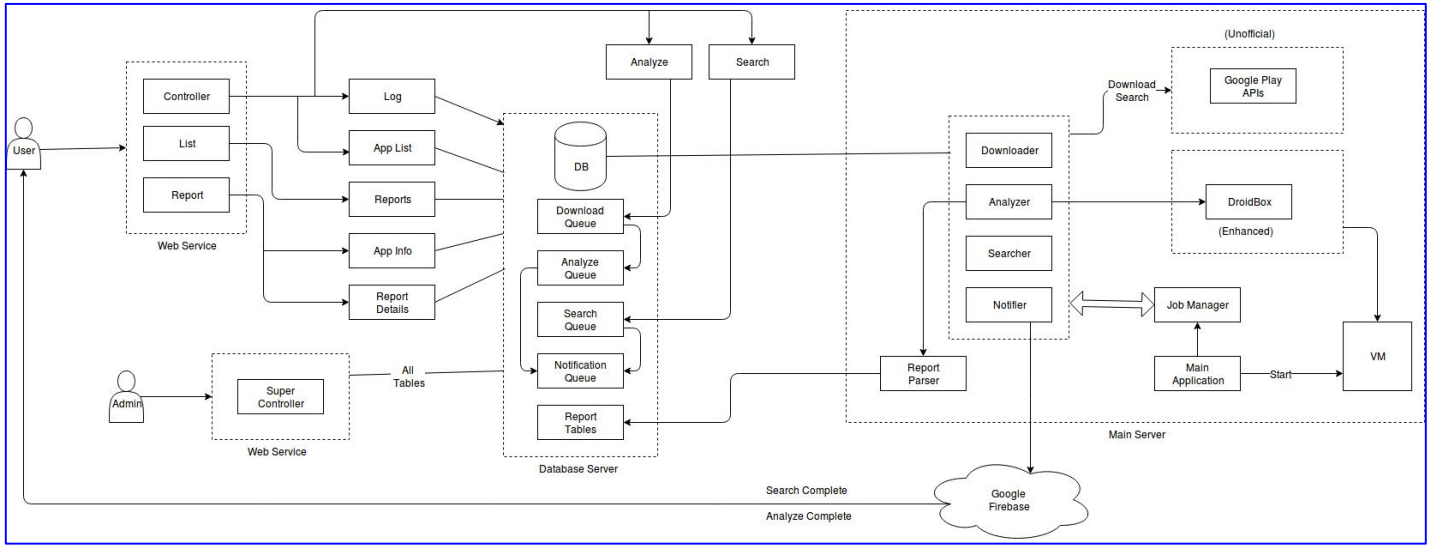 (Unofficial)
Analyze
Search
Google Play
APIs
Download
Search
Controller
Log
User
List
App List
DB
Downloader
Report
Reports
Download
Queue
Analyzer
DroidBox
(Enhanced)
Web Service
App Info
Analyze
Queue
Searcher
Report
Details
Search
Queue
Notifier
Job Manager
All
Tables
Notification
Queue
Report
Parser
Main
Application
Start
VM
Admin
Super
Controller
Report
Tables
Main Server
Web Service
Database Server
Search Complete
Analyze Complete
Google
Firebase